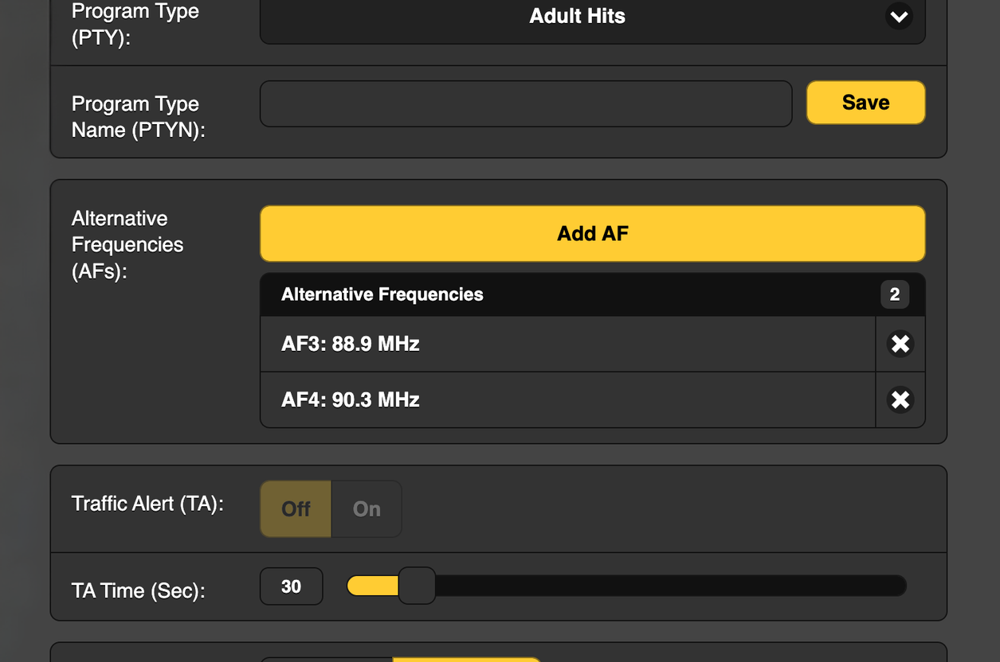 Program Type
(PTY):
Adult Hits
Program Type
Name (PTYN):
Save
Alternative
Frequencies
(AFs):
Add AF
Alternative Frequencies
2
AF3: 88.9 MHz
AF4: 90.3 MHz
Traffic Alert (TA):
Off
On
TA Time (Sec):
30